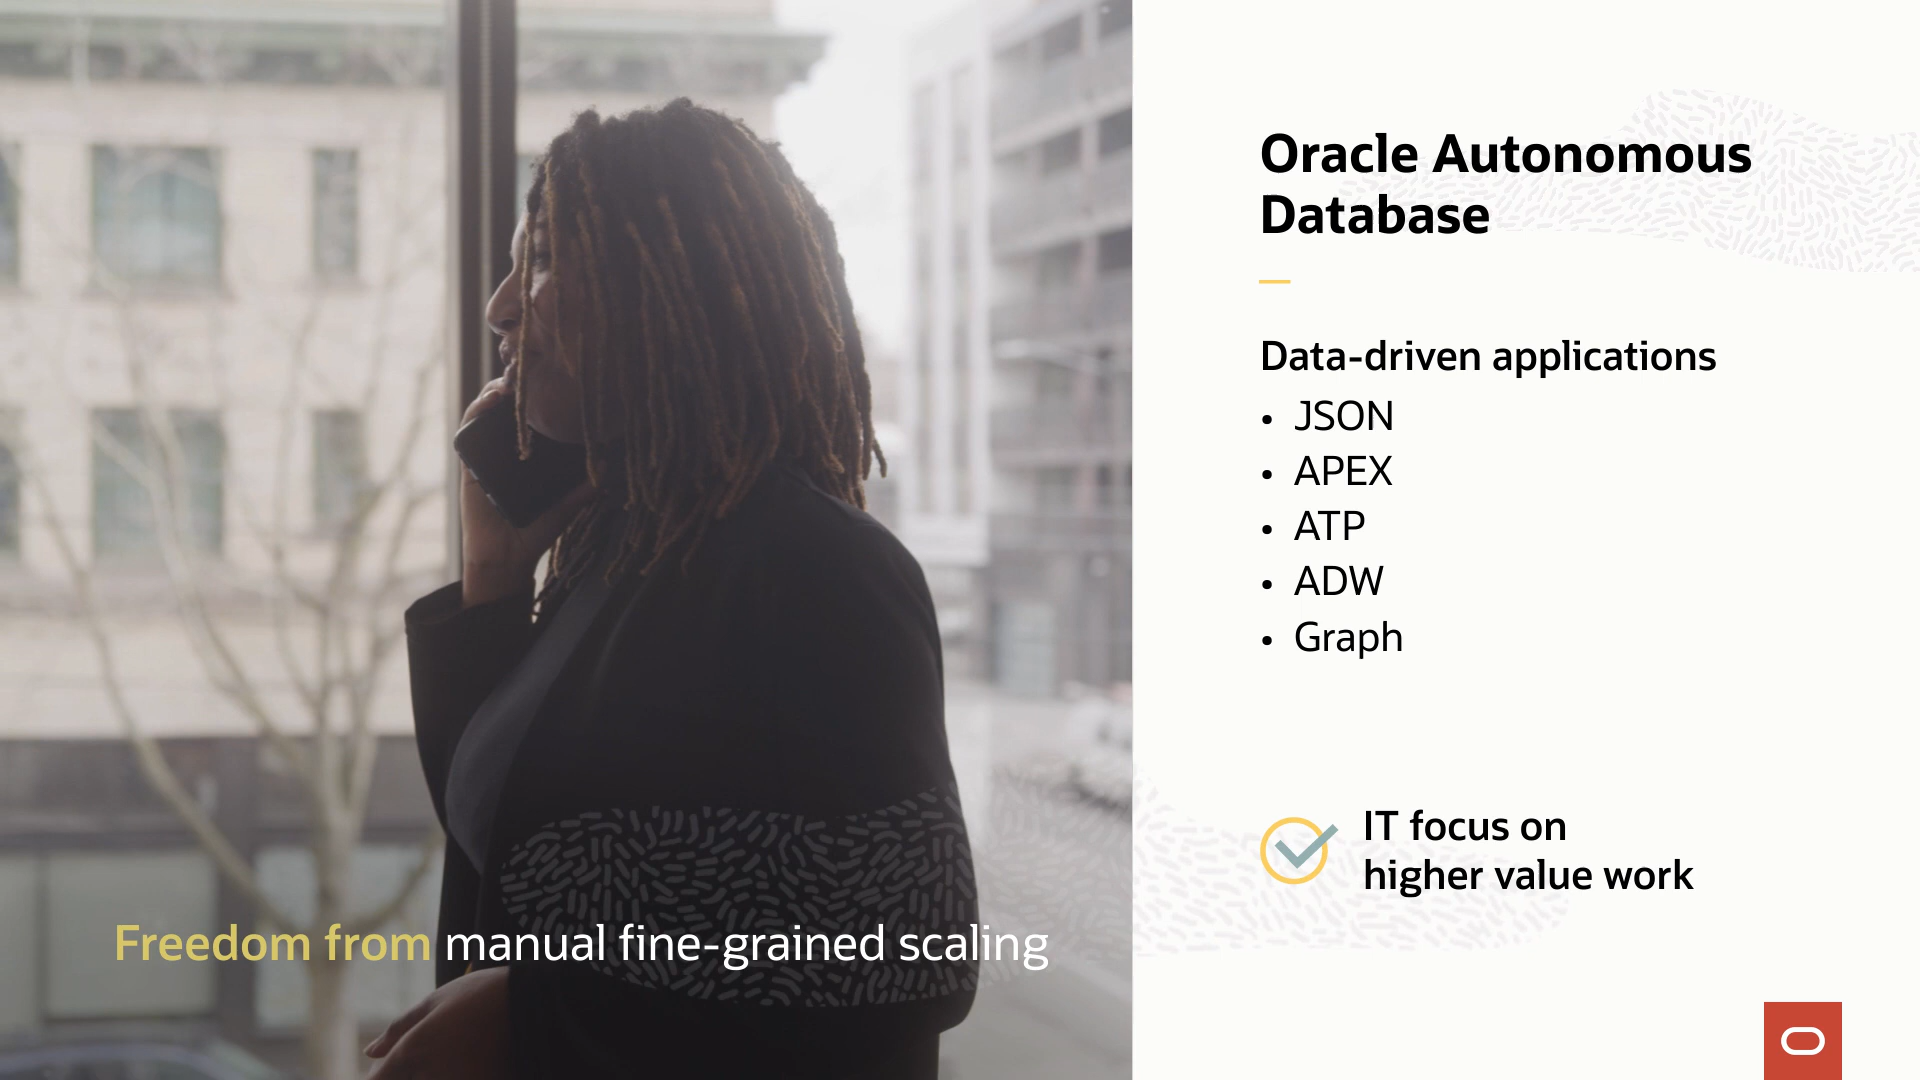 Oracle Autonomous
Database
Data-driven applications
• JSON
• APEX
• ATP
• ADW
• Graph
IT focus on
higher value work
Freedom from manual fine-grained scaling